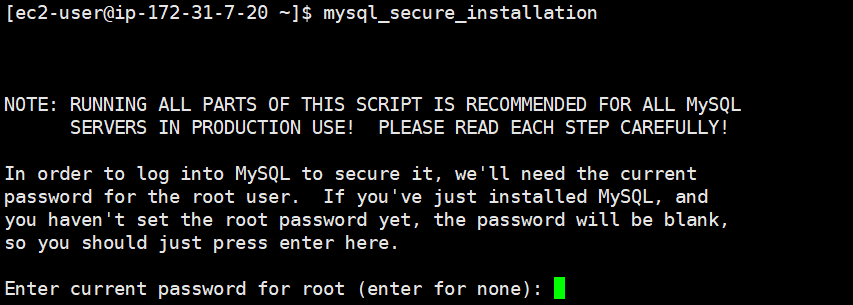 [ec2-user@ip-172-31-7-20 ~]$ mysql_secure_installation
NOTE: RUNNING ALL PARTS OF THIS SCRIPT IS RECOMMENDED FOR ALL MySQL
SERVERS IN PRODUCTION USE!  PLEASE READ EACH STEP CAREFULLY!
In order to log into MySQL to secure it, we'll need the current
password for the root user.  If you've just installed MySQL, and
you haven't set the root password yet, the password will be blank,
so you should just press enter here.
Enter current password for root (enter for none):